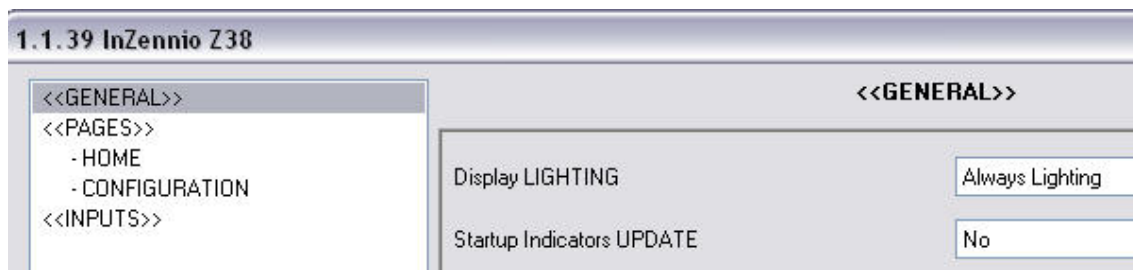 1.1.39 InZennio Z38
<<GENERAL>>
<<PAGES>>
- HOME
- CONFIGURATION
<<INPUTS>>
<<GENERAL>>
Display LIGHTING
Always Lighting
Startup Indicators UPDATE
No